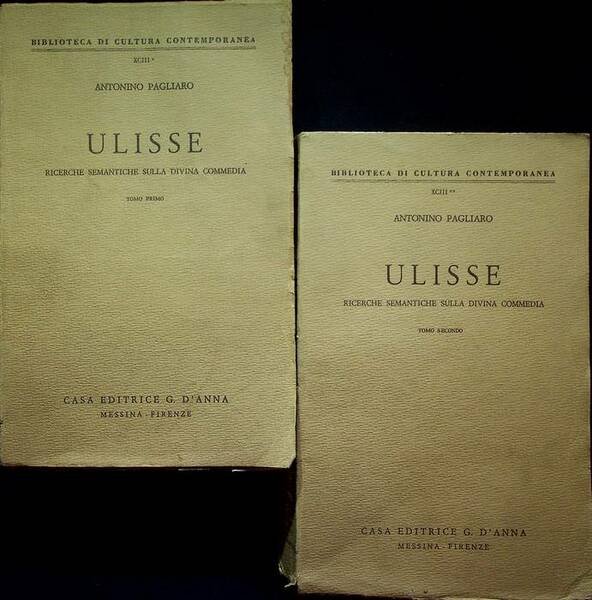 BIBLIOTECA DI CULTURA CONTEMPORANEA
XCIII *
ANTONINO PAGLIARO
ULISSE
RICERCHE SEMANTICHE SULLA DIVINA COMMEDIA
TOMO PRIMO
CASA EDITRICE G. D'ANNA
MESSINA - FIRENZE
BIBLIOTECA DI CULTURA CONTEMPORANEA
XCIII **
ANTONINO PAGLIARO
ULISSE
RICERCHE SEMANTICHE SULLA DIVINA COMMEDIA
TOMO SECONDO
CASA EDITRICE G. D'ANNA
MESSINA - FIRENZE